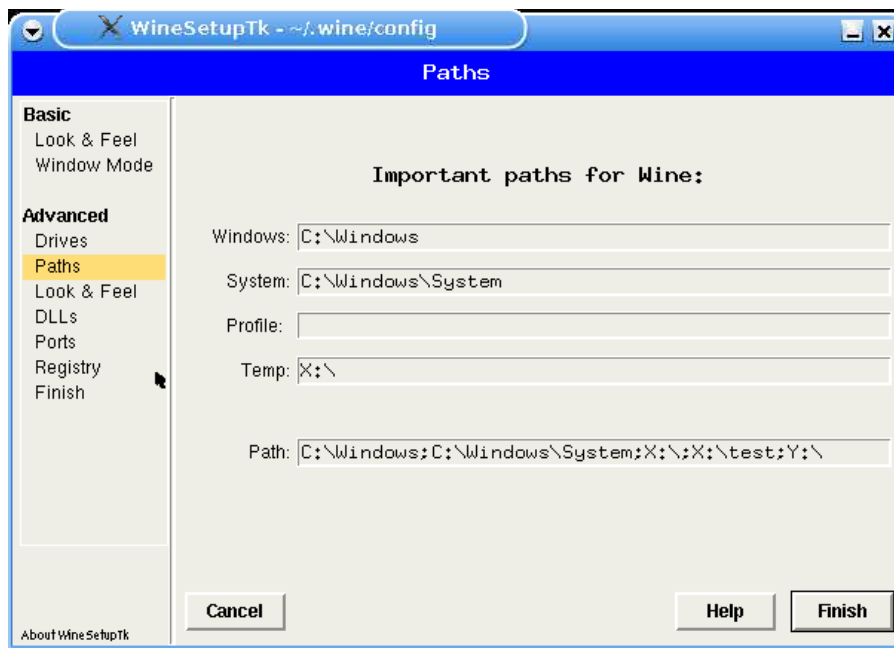 WineSetupTk - ~/.wine/config
Paths
Basic
Look & Feel
Window Mode
Advanced
Drives
Paths
Look & Feel
DLLs
Ports
Registry
Finish
About WineSetupTk
Important paths for Wine:
Windows: C:\Windows
System: C:\Windows\System
Profile:
Temp: X:\
Path: C:\Windows;C:\Windows\System;X:\;X:\test;Y:\
Cancel
Help
Finish